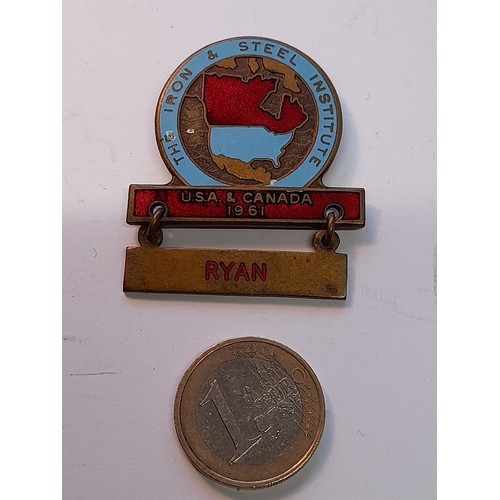 THE IRON & STEEL INSTITUTE
U.S.A. & CANADA
1961
RYAN
1